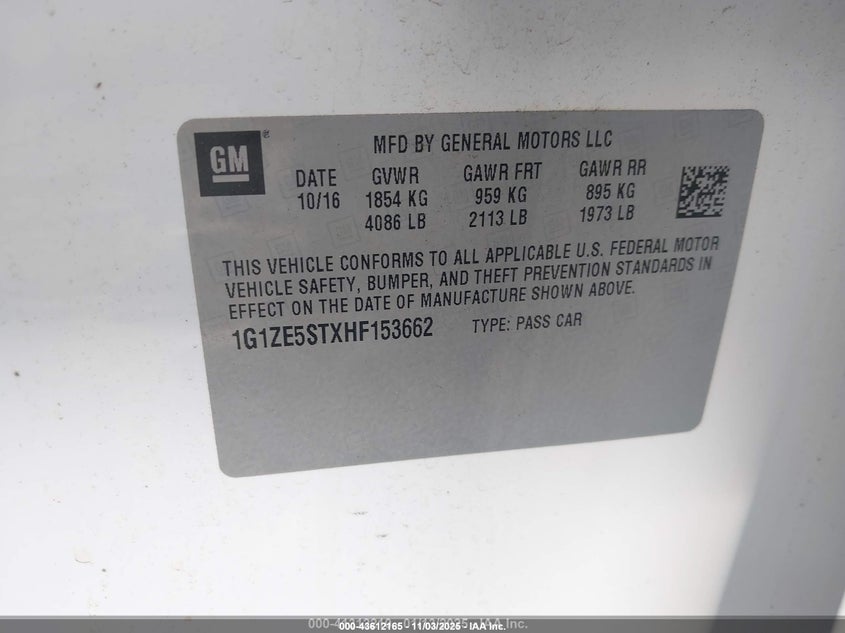 GM
MFD BY GENERAL MOTORS LLC
DATE GVWR GAWR FRT GAWR RR
10/16 1854 KG 959 KG 895 KG
4086 LB 2113 LB 1973 LB
THIS VEHICLE CONFORMS TO ALL APPLICABLE U.S. FEDERAL MOTOR
VEHICLE SAFETY, BUMPER, AND THEFT PREVENTION STANDARDS IN
EFFECT ON THE DATE OF MANUFACTURE SHOWN ABOVE.
1G1ZE5STXHF153662 TYPE: PASS CAR
000-43612165 11/03/2025 IAA Inc.